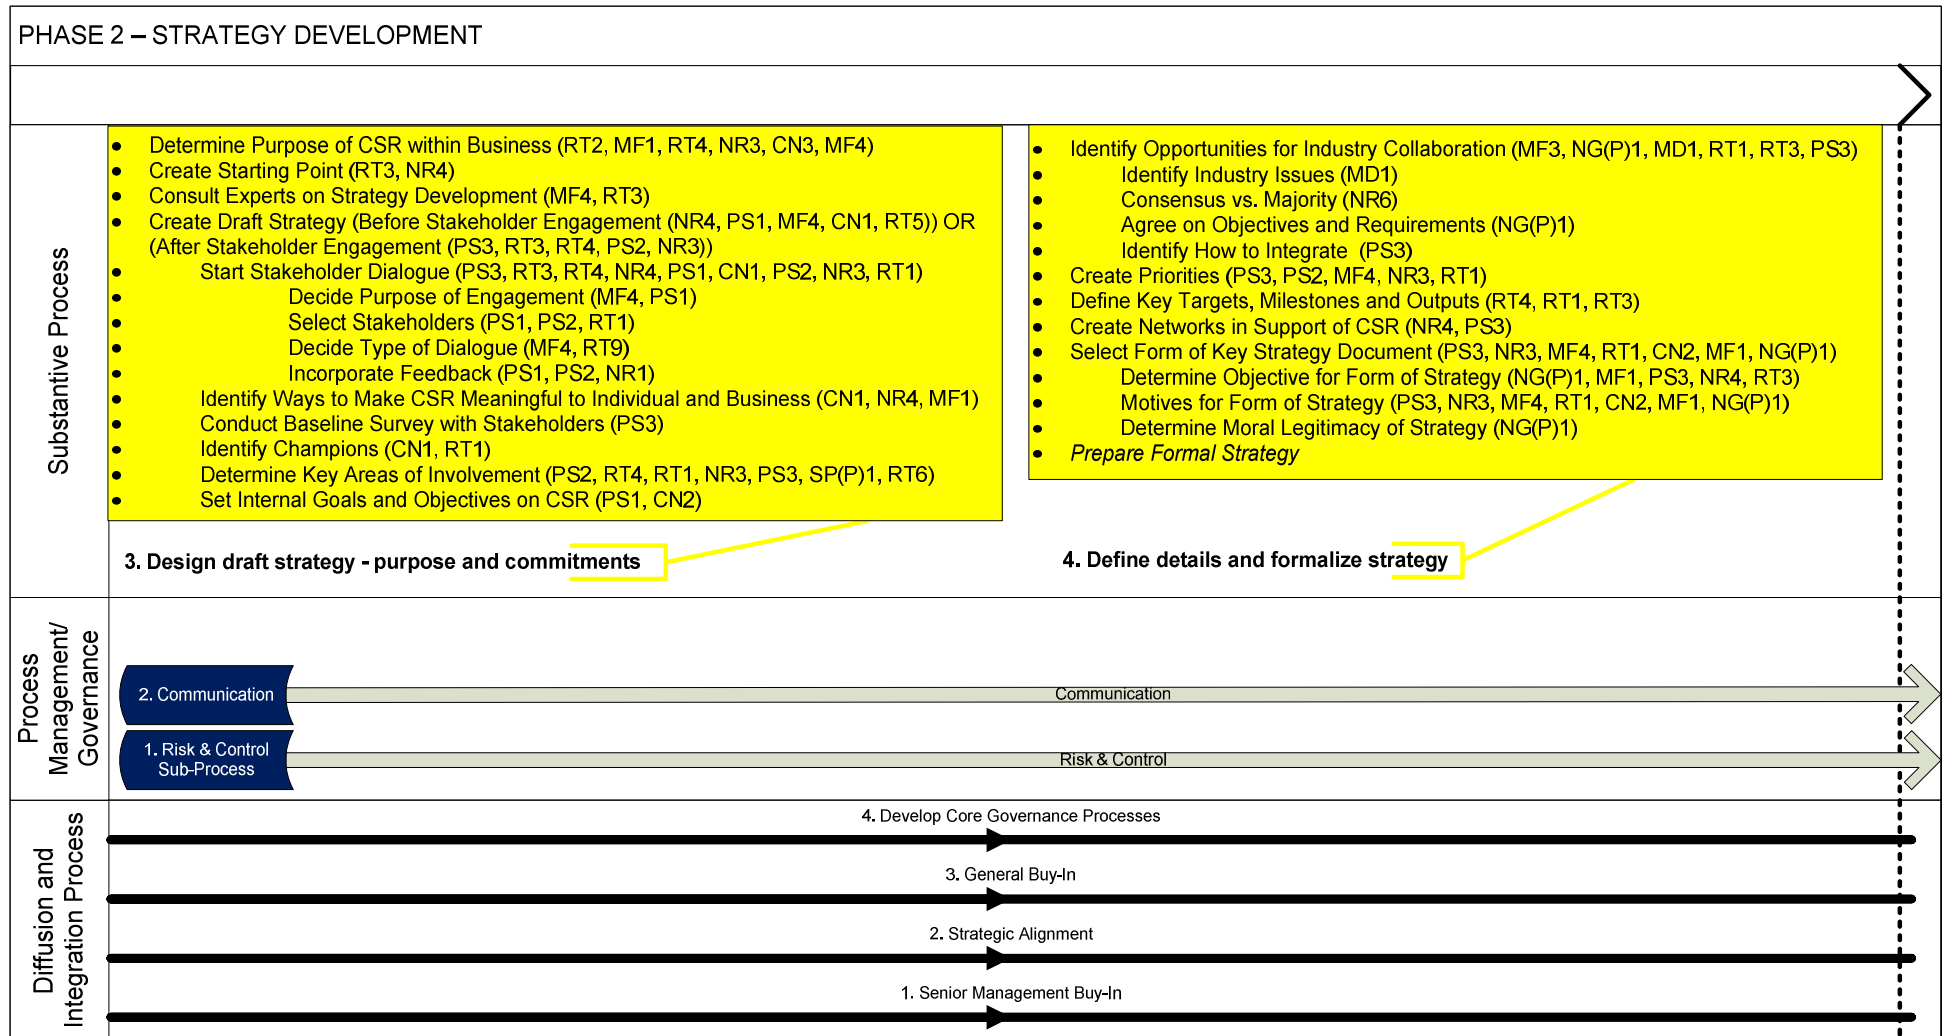 PHASE 2 – STRATEGY DEVELOPMENT
Substantive Process
• Determine Purpose of CSR within Business (RT2, MF1, RT4, NR3, CN3, MF4)
• Create Starting Point (RT3, NR4)
• Consult Experts on Strategy Development (MF4, RT3)
• Create Draft Strategy (Before Stakeholder Engagement (NR4, PS1, MF4, CN1, RT5)) OR
(After Stakeholder Engagement (PS3, RT3, RT4, PS2, NR3))
• Start Stakeholder Dialogue (PS3, RT3, RT4, NR4, PS1, CN1, PS2, NR3, RT1)
• Decide Purpose of Engagement (MF4, PS1)
• Select Stakeholders (PS1, PS2, RT1)
• Decide Type of Dialogue (MF4, RT9)
• Incorporate Feedback (PS1, PS2, NR1)
• Identify Ways to Make CSR Meaningful to Individual and Business (CN1, NR4, MF1)
• Conduct Baseline Survey with Stakeholders (PS3)
• Identify Champions (CN1, RT1)
• Determine Key Areas of Involvement (PS2, RT4, RT1, NR3, PS3, SP(P)1, RT6)
• Set Internal Goals and Objectives on CSR (PS1, CN2)
3. Design draft strategy - purpose and commitments
• Identify Opportunities for Industry Collaboration (MF3, NG(P)1, MD1, RT1, RT3, PS3)
• Identify Industry Issues (MD1)
• Consensus vs. Majority (NR6)
• Agree on Objectives and Requirements (NG(P)1)
• Identify How to Integrate (PS3)
• Create Priorities (PS3, PS2, MF4, NR3, RT1)
• Define Key Targets, Milestones and Outputs (RT4, RT1, RT3)
• Create Networks in Support of CSR (NR4, PS3)
• Select Form of Key Strategy Document (PS3, NR3, MF4, RT1, CN2, MF1, NG(P)1)
• Determine Objective for Form of Strategy (NG(P)1, MF1, PS3, NR4, RT3)
• Motives for Form of Strategy (PS3, NR3, MF4, RT1, CN2, MF1, NG(P)1)
• Determine Moral Legitimacy of Strategy (NG(P)1)
• Prepare Formal Strategy
4. Define details and formalize strategy
Process
Management/
Governance
2. Communication
Communication
1. Risk & Control
Sub-Process
Risk & Control
Diffusion and
Integration Process
4. Develop Core Governance Processes
3. General Buy-In
2. Strategic Alignment
1. Senior Management Buy-In